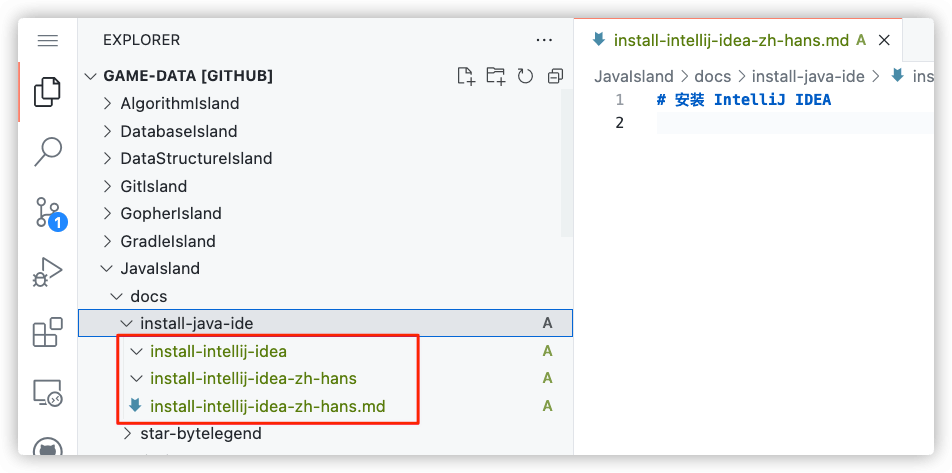 EXPLORER
GAME-DATA [GITHUB]
AlgorithmIsland
DatabaseIsland
DataStructureIsland
GitIsland
GopherIsland
GradleIsland
JavaIsland
docs
install-java-ide A
install-intellij-idea A
install-intellij-idea-zh-hans A
install-intellij-idea-zh-hans.md A
star-bytelegend
1
install-intellij-idea-zh-hans.md A
JavaIsland > docs > install-java-ide > ins
1 # 安装 IntelliJ IDEA
2